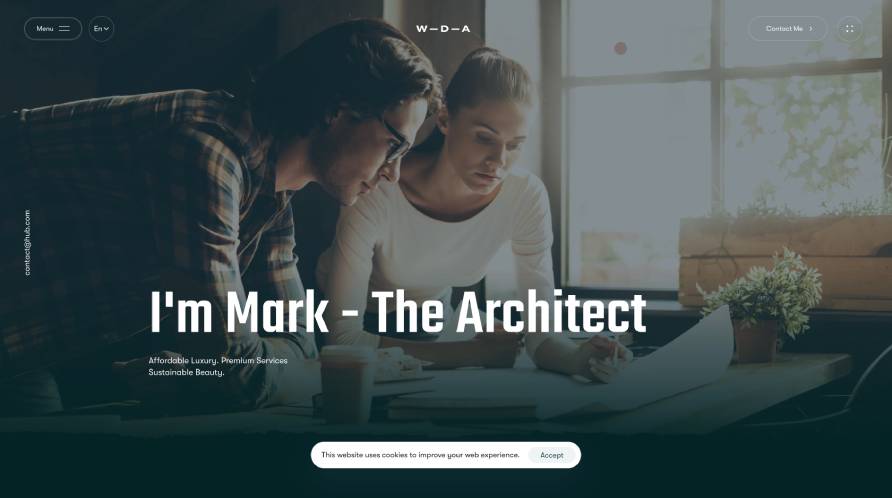 Menu
En
W—D—A
Contact Me
contact@hub.com
I'm Mark - The Architect
Affordable Luxury. Premium Services
Sustainable Beauty.
This website uses cookies to improve your web experience.
Accept